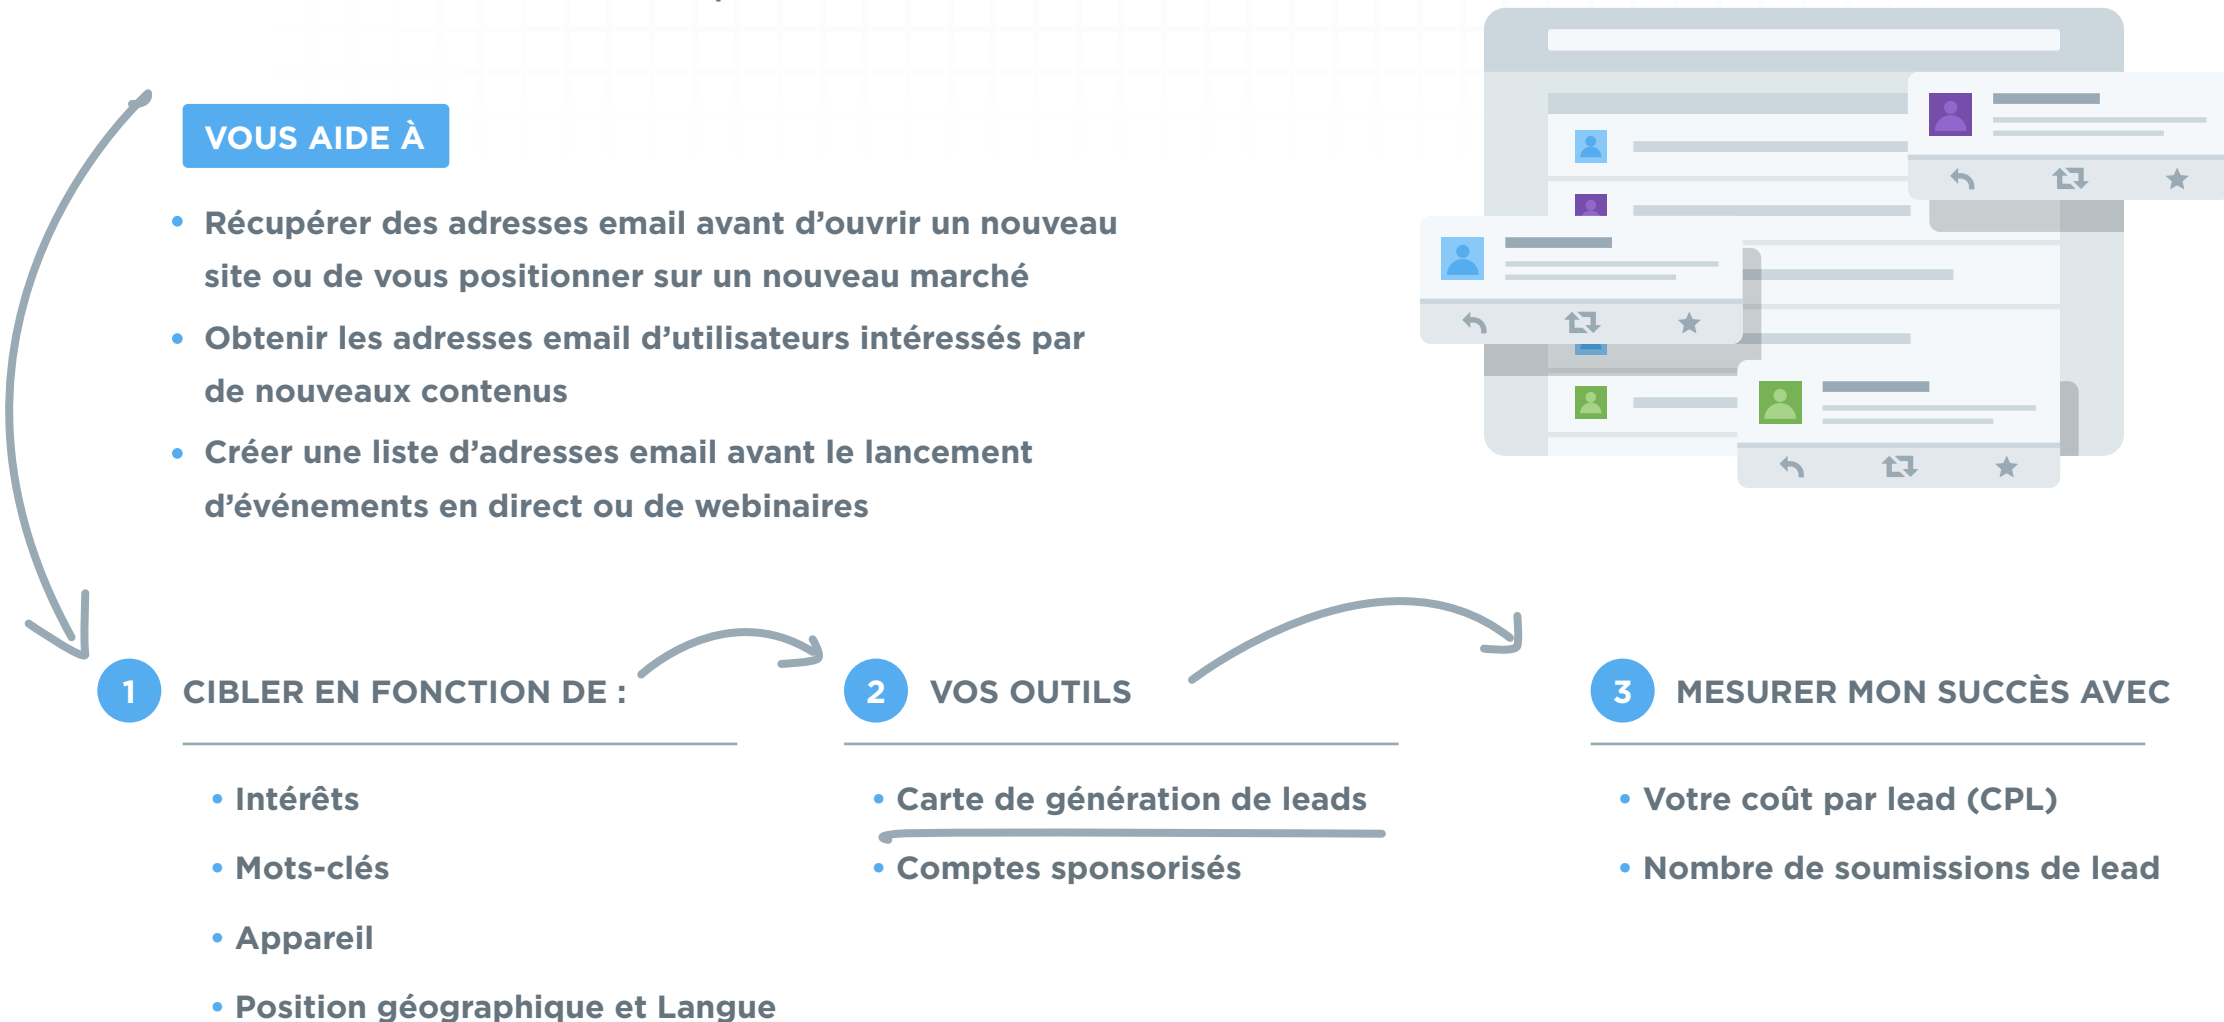 VOUS AIDE À
• Récupérer des adresses email avant d’ouvrir un nouveau
site ou de vous positionner sur un nouveau marché
• Obtenir les adresses email d’utilisateurs intéressés par
de nouveaux contenus
• Créer une liste d’adresses email avant le lancement
d’événements en direct ou de webinaires
1 CIBLER EN FONCTION DE :
• Intérêts
• Mots-clés
• Appareil
• Position géographique et Langue
2 VOS OUTILS
• Carte de génération de leads
• Comptes sponsorisés
3 MESURER MON SUCCÈS AVEC
• Votre coût par lead (CPL)
• Nombre de soumissions de lead